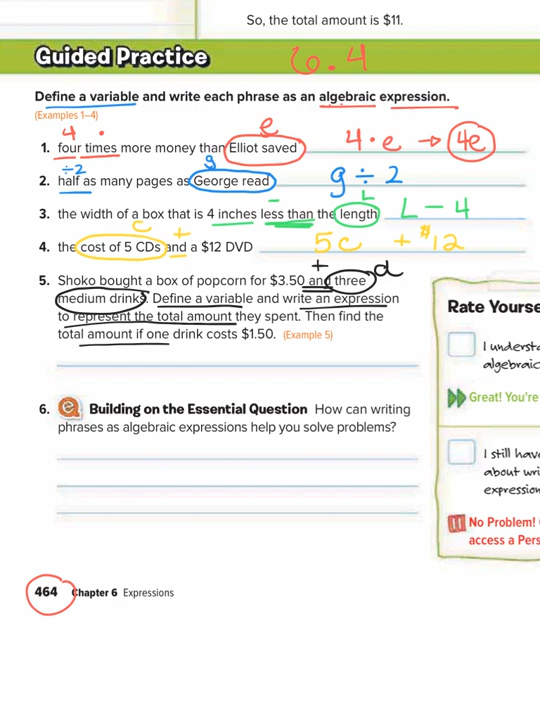 So, the total amount is $11.
Guided Practice 6.4
Define a variable and write each phrase as an algebraic expression.
(Examples 1–4)
4 • e
1. four times more money than Elliot saved 4 • e → 4e
÷2 g
2. half as many pages as George read g ÷ 2
– L
3. the width of a box that is 4 inches less than the length L – 4
c +
4. the cost of 5 CDs and a $12 DVD 5c + $12
+ d
5. Shoko bought a box of popcorn for $3.50 and three
medium drinks. Define a variable and write an expression
to represent the total amount they spent. Then find the
total amount if one drink costs $1.50. (Example 5)
Rate Yourse
I understa
algebraic
Great! You're
6. e Building on the Essential Question How can writing
phrases as algebraic expressions help you solve problems?
I still hav
about wri
expression
No Problem!
access a Pers
464 Chapter 6 Expressions